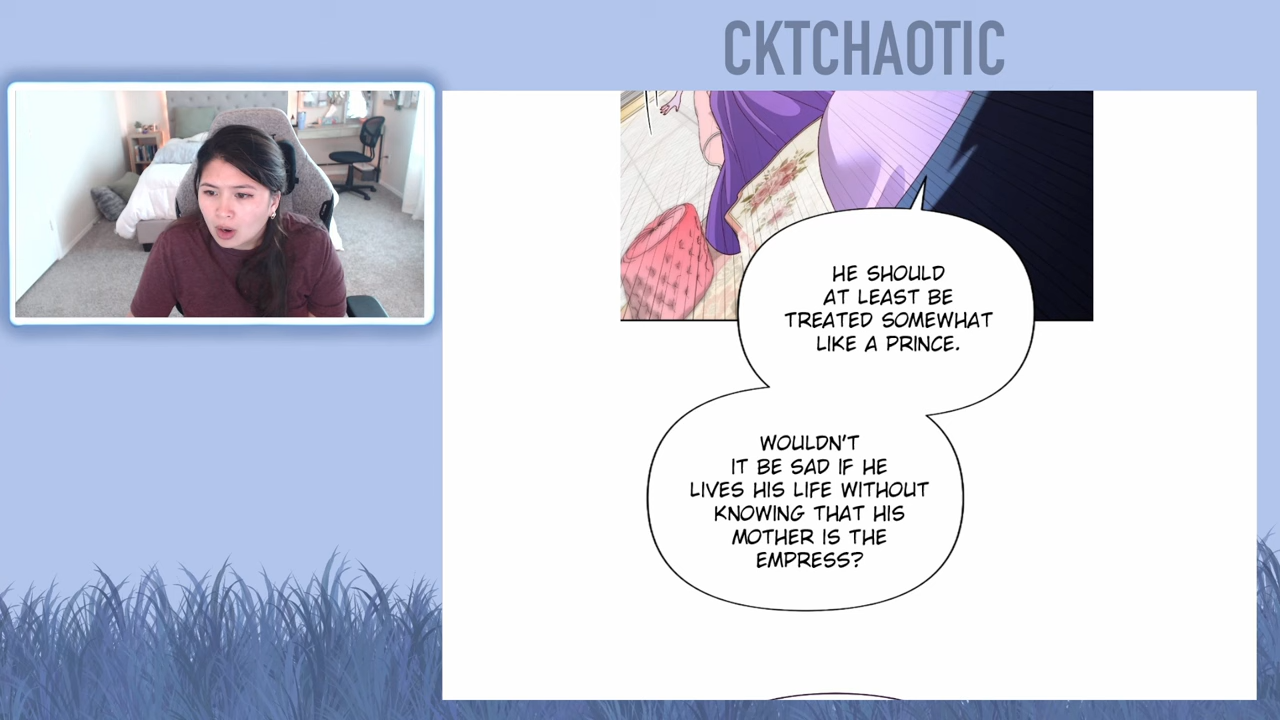 CKTCHAOTIC
HE SHOULD
AT LEAST BE
TREATED SOMEWHAT
LIKE A PRINCE.
WOULDN'T
IT BE SAD IF HE
LIVES HIS LIFE WITHOUT
KNOWING THAT HIS
MOTHER IS THE
EMPRESS?